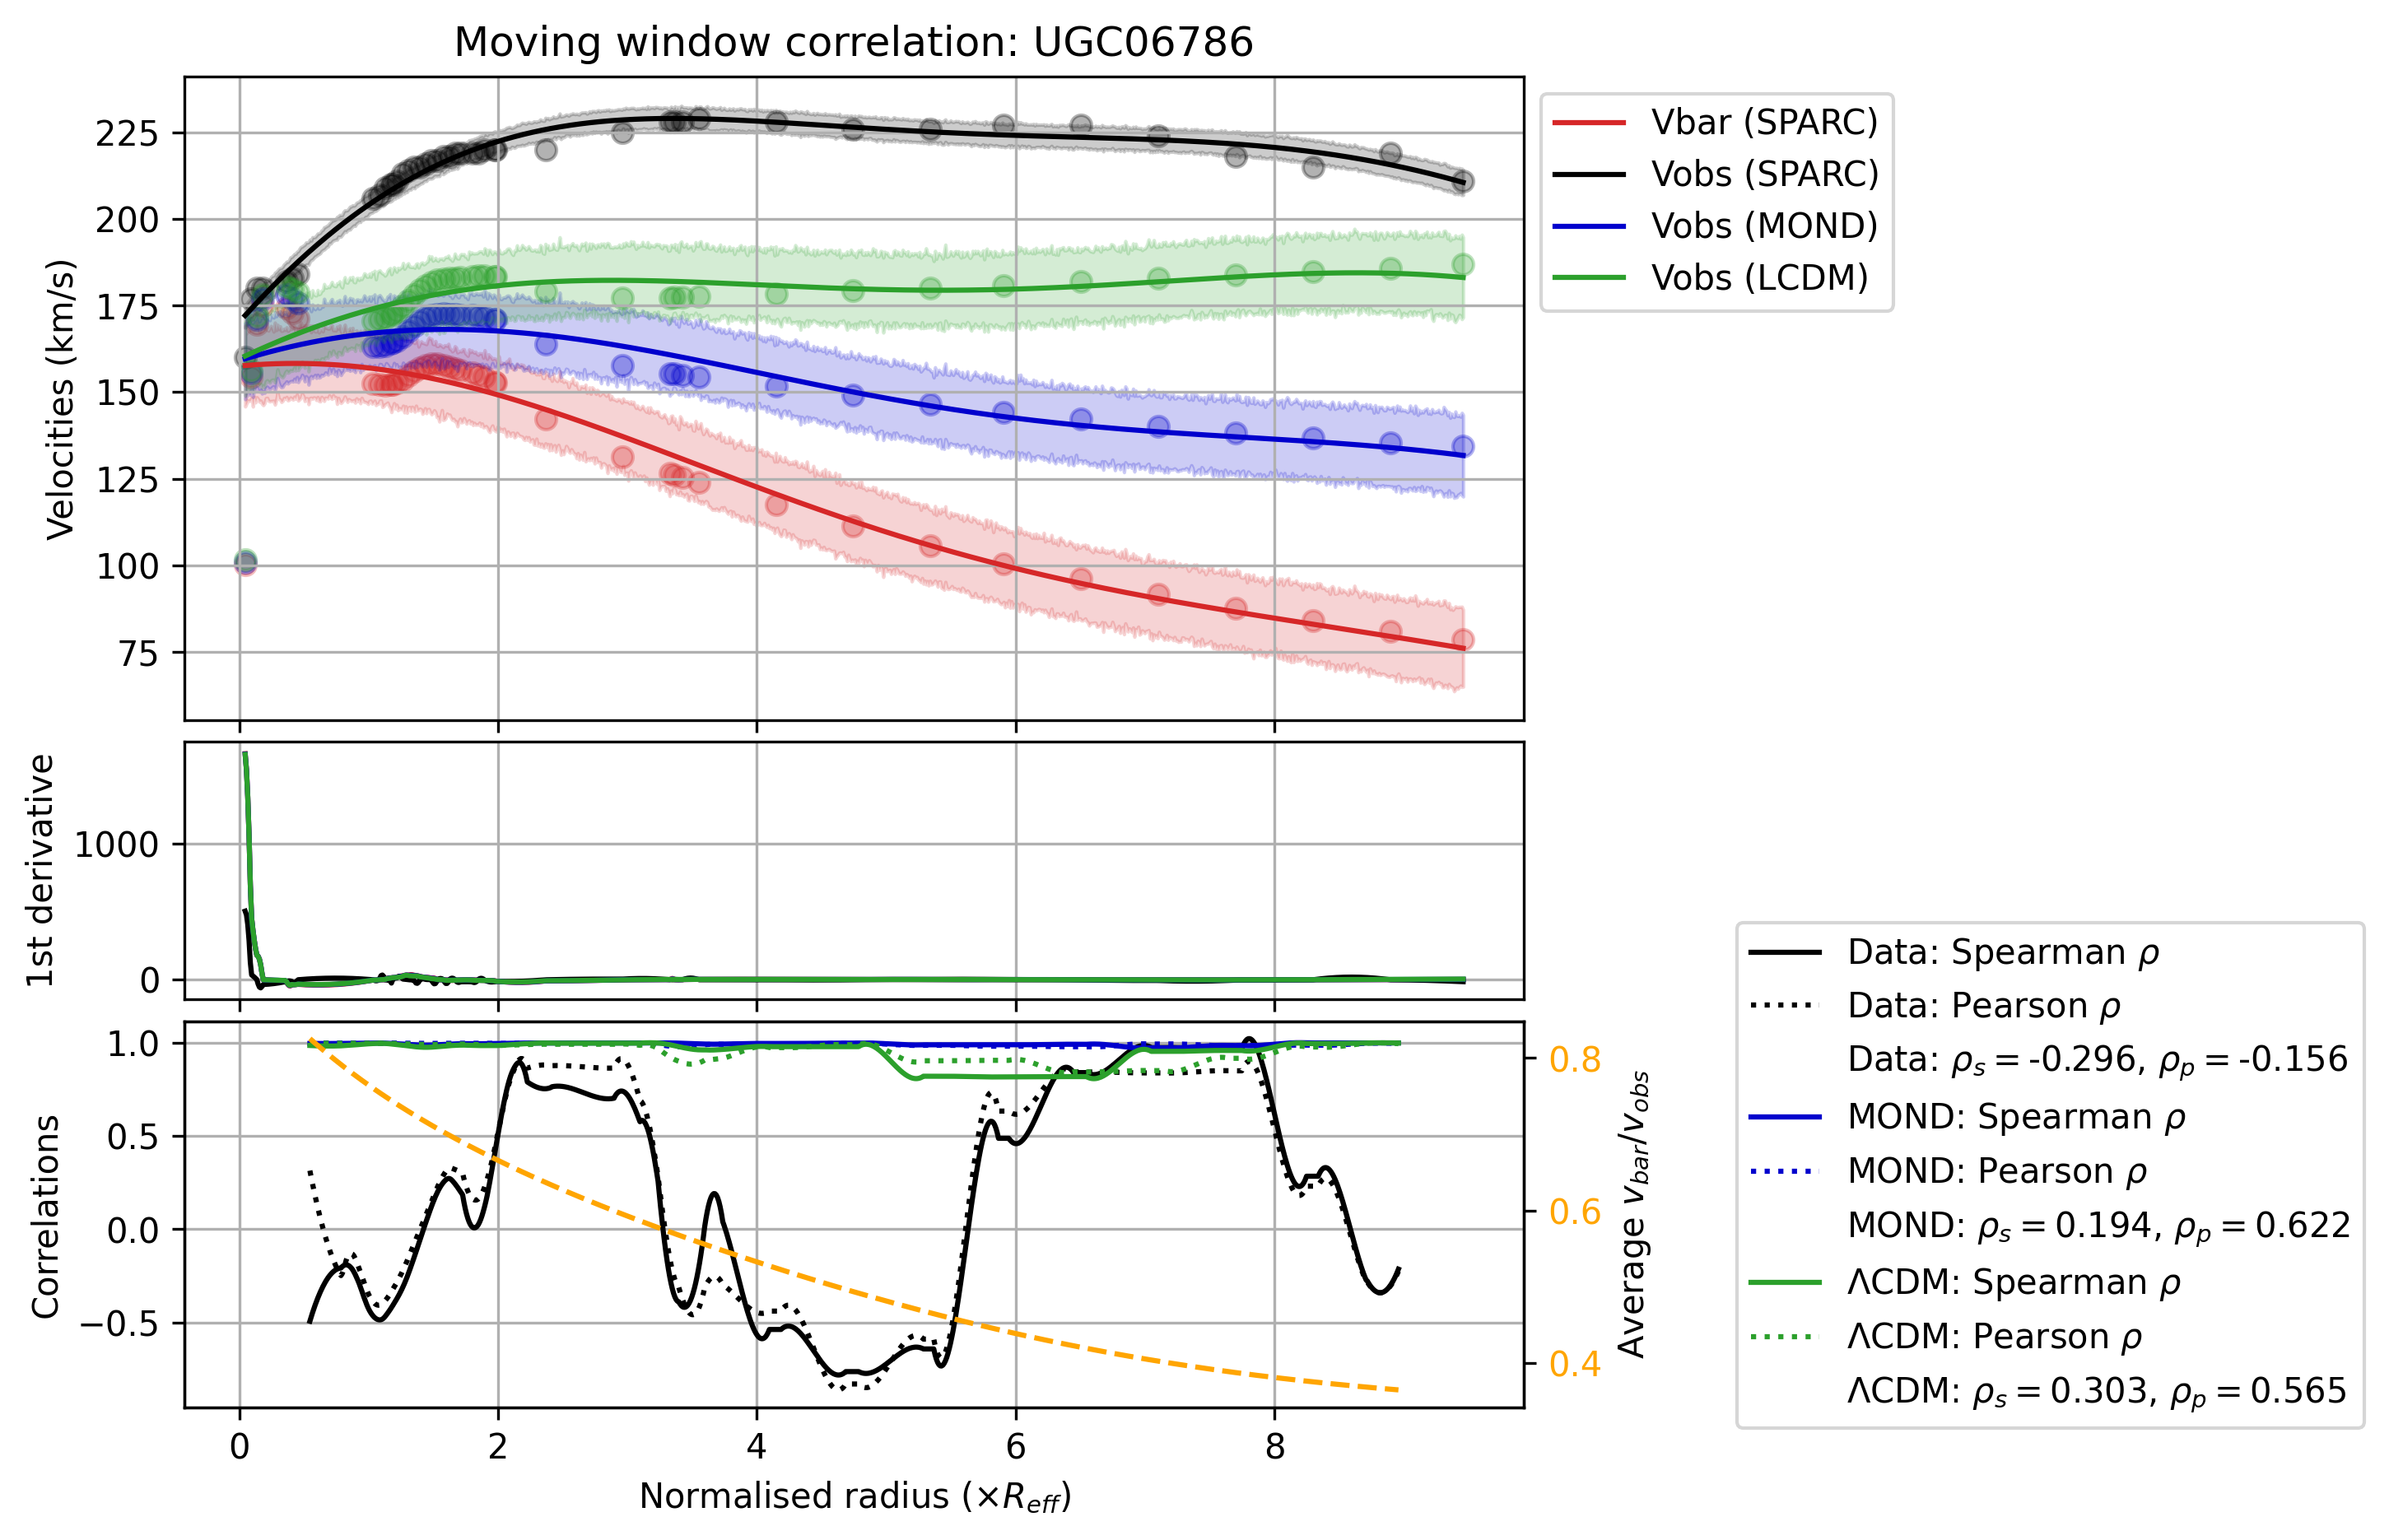 Moving window correlation: UGC06786
Velocities (km/s)
225
200
175
150
125
100
75
Vbar (SPARC)
Vobs (SPARC)
Vobs (MOND)
Vobs (LCDM)
1st derivative
1000
0
Correlations
1.0
0.5
0.0
−0.5
0.8
0.6
0.4
Average v_bar/v_obs
0 2 4 6 8
Normalised radius (×R_eff)
Data: Spearman ρ
Data: Pearson ρ
Data: ρ_s = -0.296, ρ_p = -0.156
MOND: Spearman ρ
MOND: Pearson ρ
MOND: ρ_s = 0.194, ρ_p = 0.622
ΛCDM: Spearman ρ
ΛCDM: Pearson ρ
ΛCDM: ρ_s = 0.303, ρ_p = 0.565